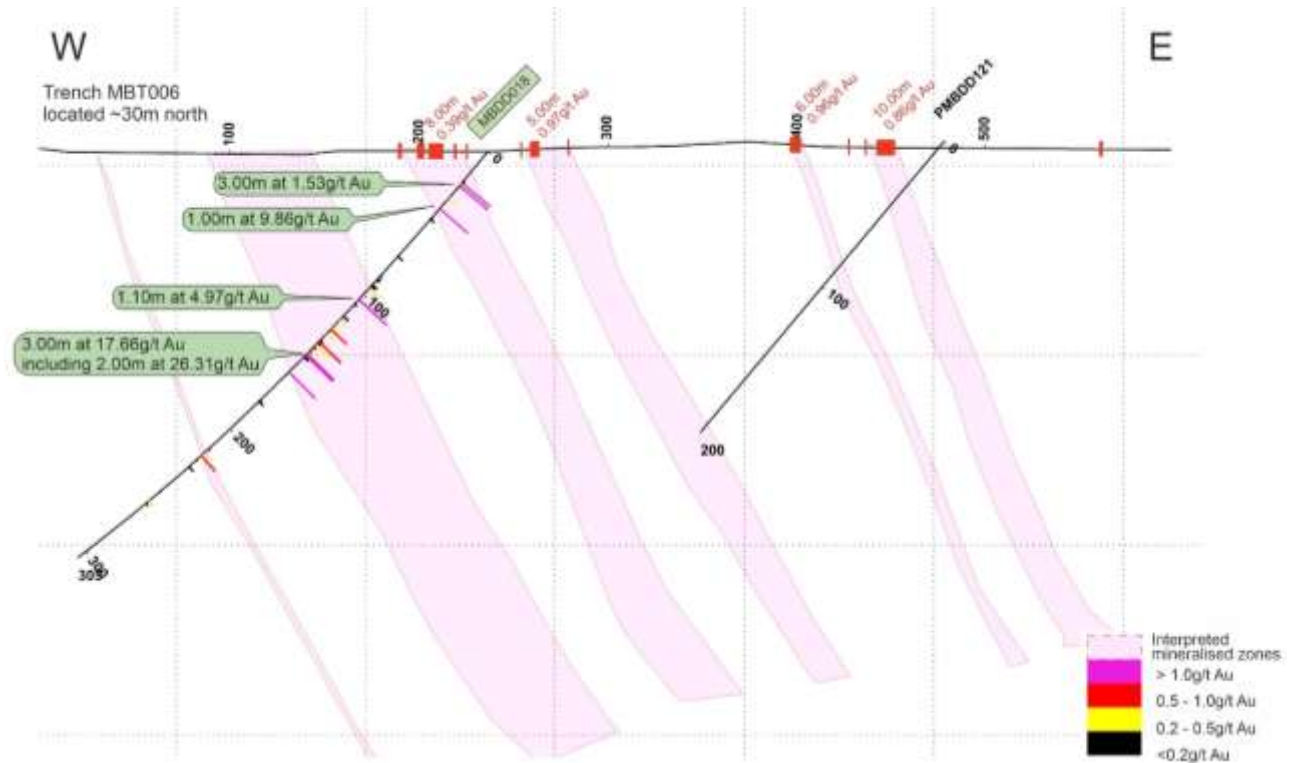 W
E
Trench MBT006
located ~30m north
100
200
8.00m
0.39g/t Au
MBDD018
5.00m
0.97g/t Au
300
400
6.00m
0.96g/t Au
10.00m
0.86g/t Au
PMBDD121
500
0
0
3.00m at 1.53g/t Au
1.00m at 9.86g/t Au
1.10m at 4.97g/t Au
100
100
3.00m at 17.66g/t Au
including 2.00m at 26.31g/t Au
200
200
300
Interpreted
mineralised zones
> 1.0g/t Au
0.5 - 1.0g/t Au
0.2 - 0.5g/t Au
<0.2g/t Au